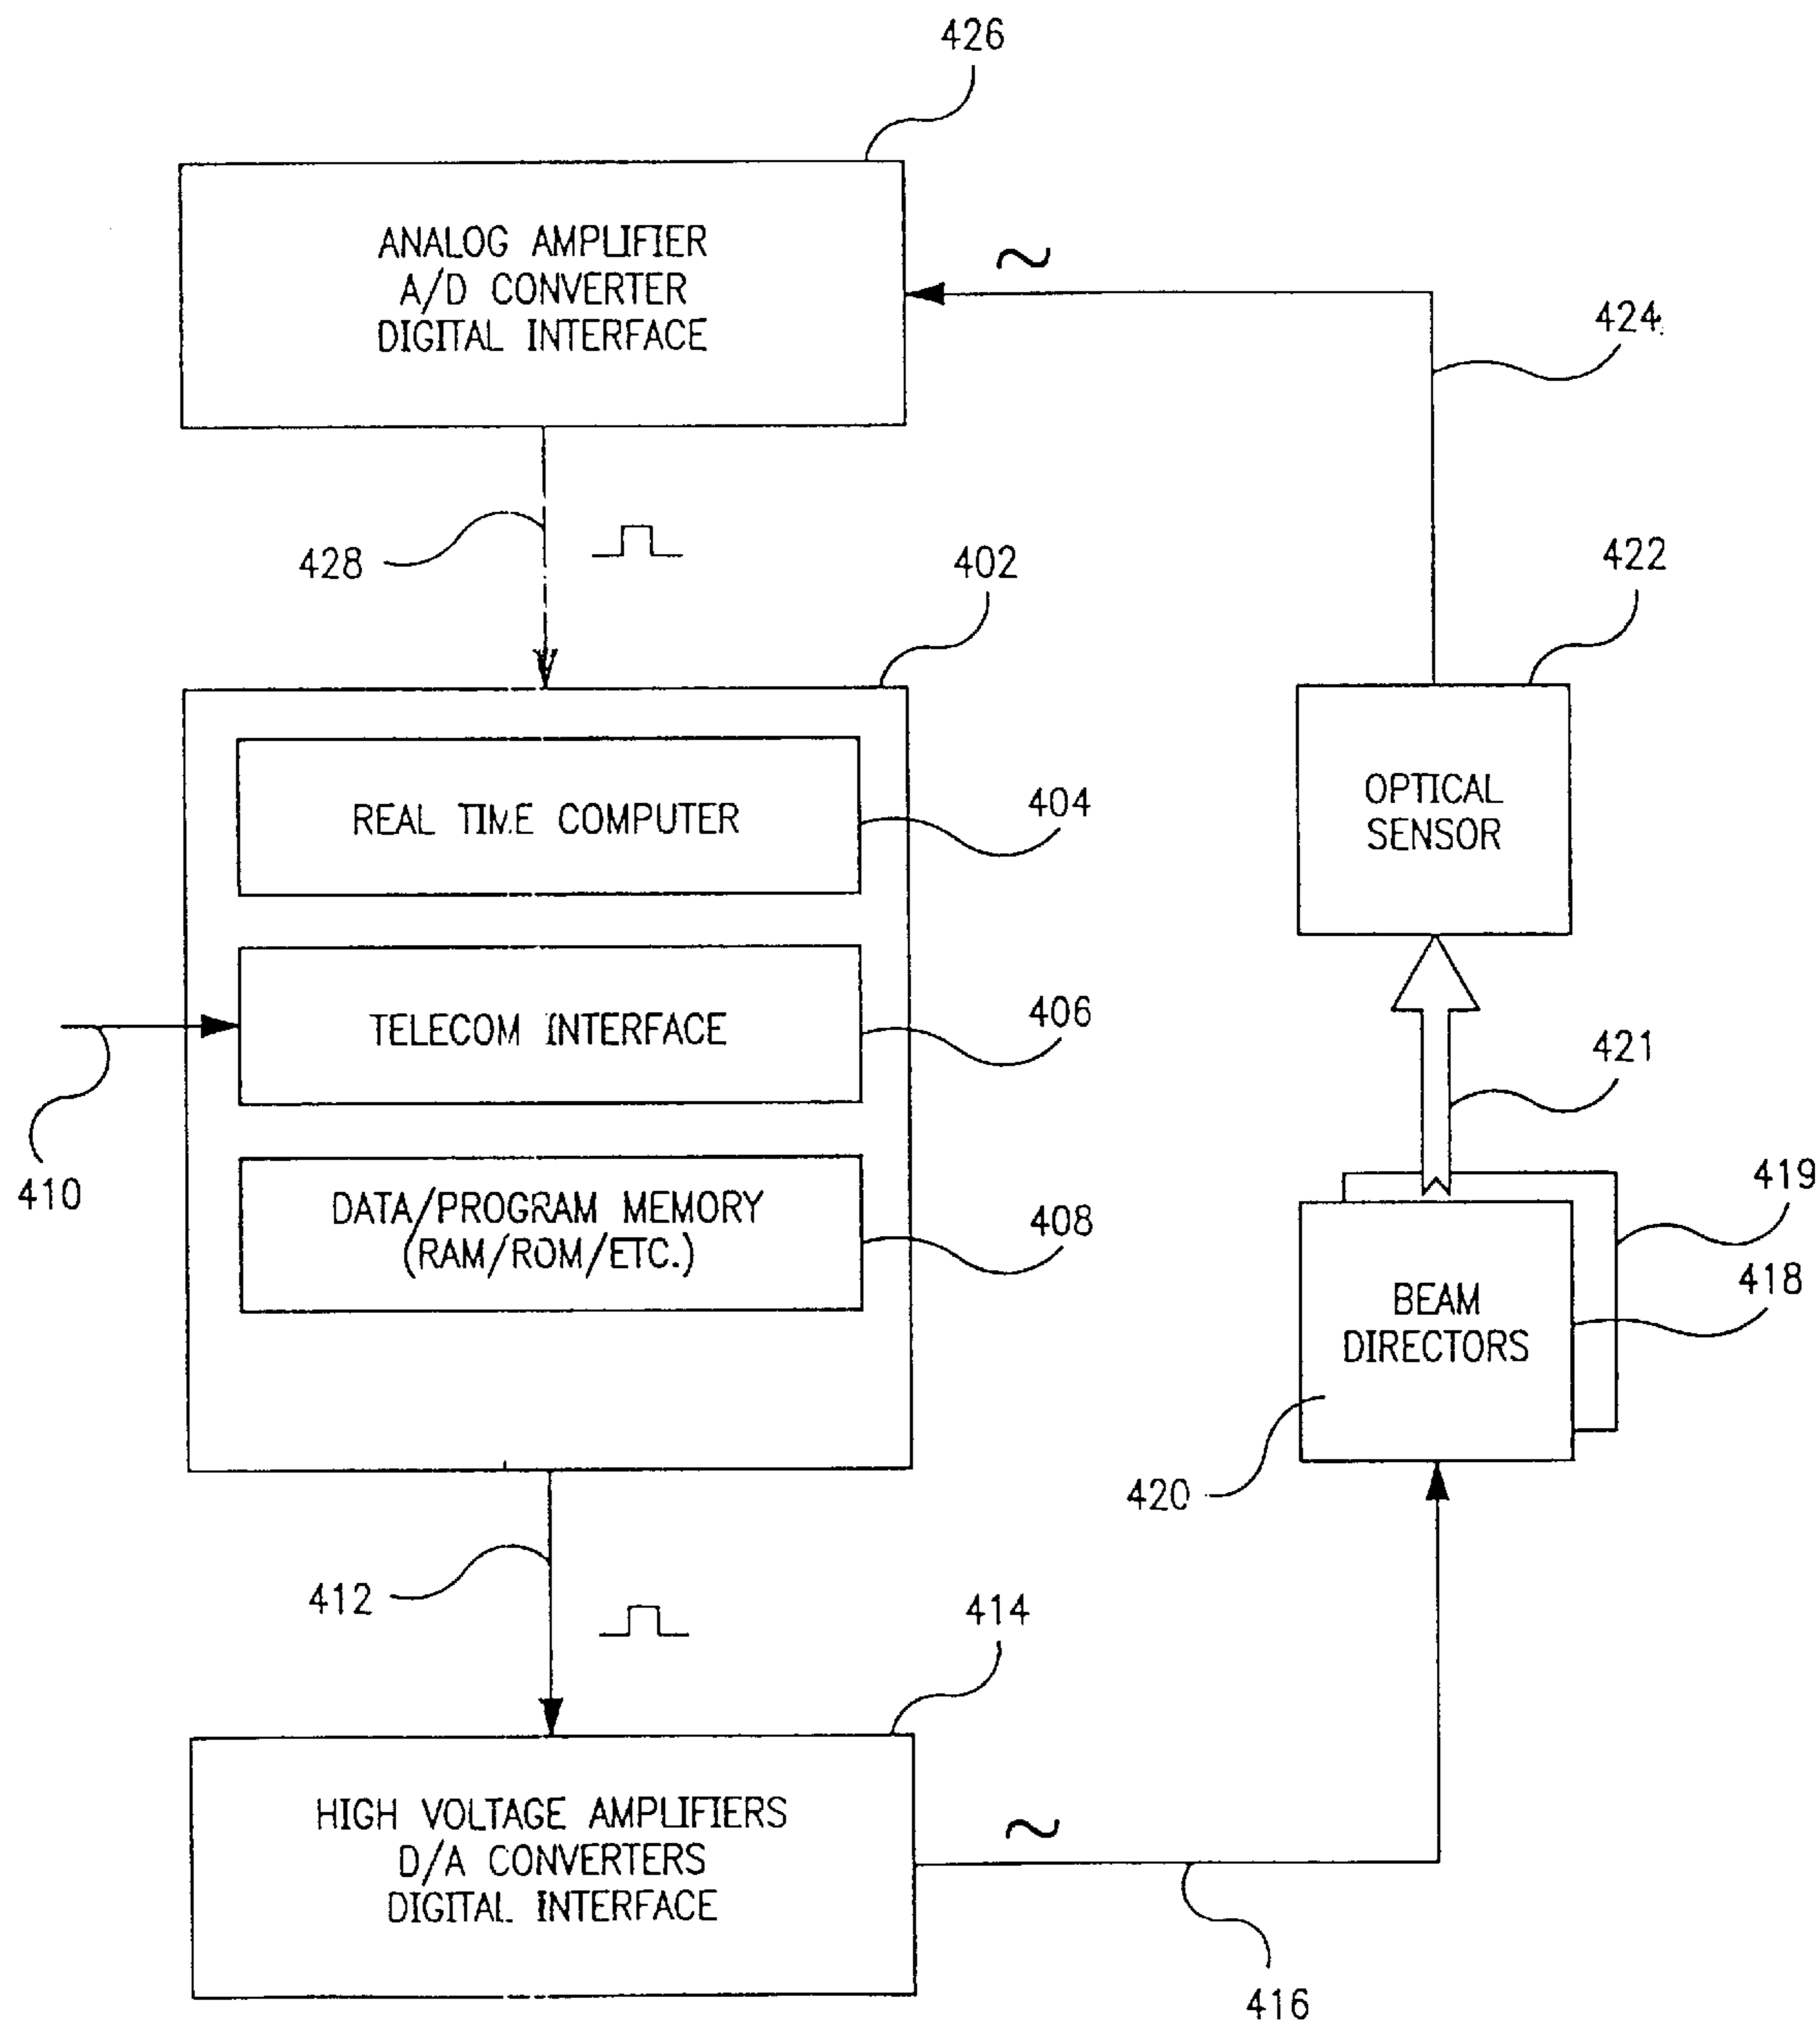 426
ANALOG AMPLIFIER
A/D CONVERTER
DIGITAL INTERFACE
424
428
402
422
REAL TIME COMPUTER
404
OPTICAL
SENSOR
TELECOM INTERFACE
406
421
410
DATA/PROGRAM MEMORY
(RAM/ROM/ETC.)
408
419
418
BEAM
DIRECTORS
420
412
414
HIGH VOLTAGE AMPLIFIERS
D/A CONVERTERS
DIGITAL INTERFACE
416